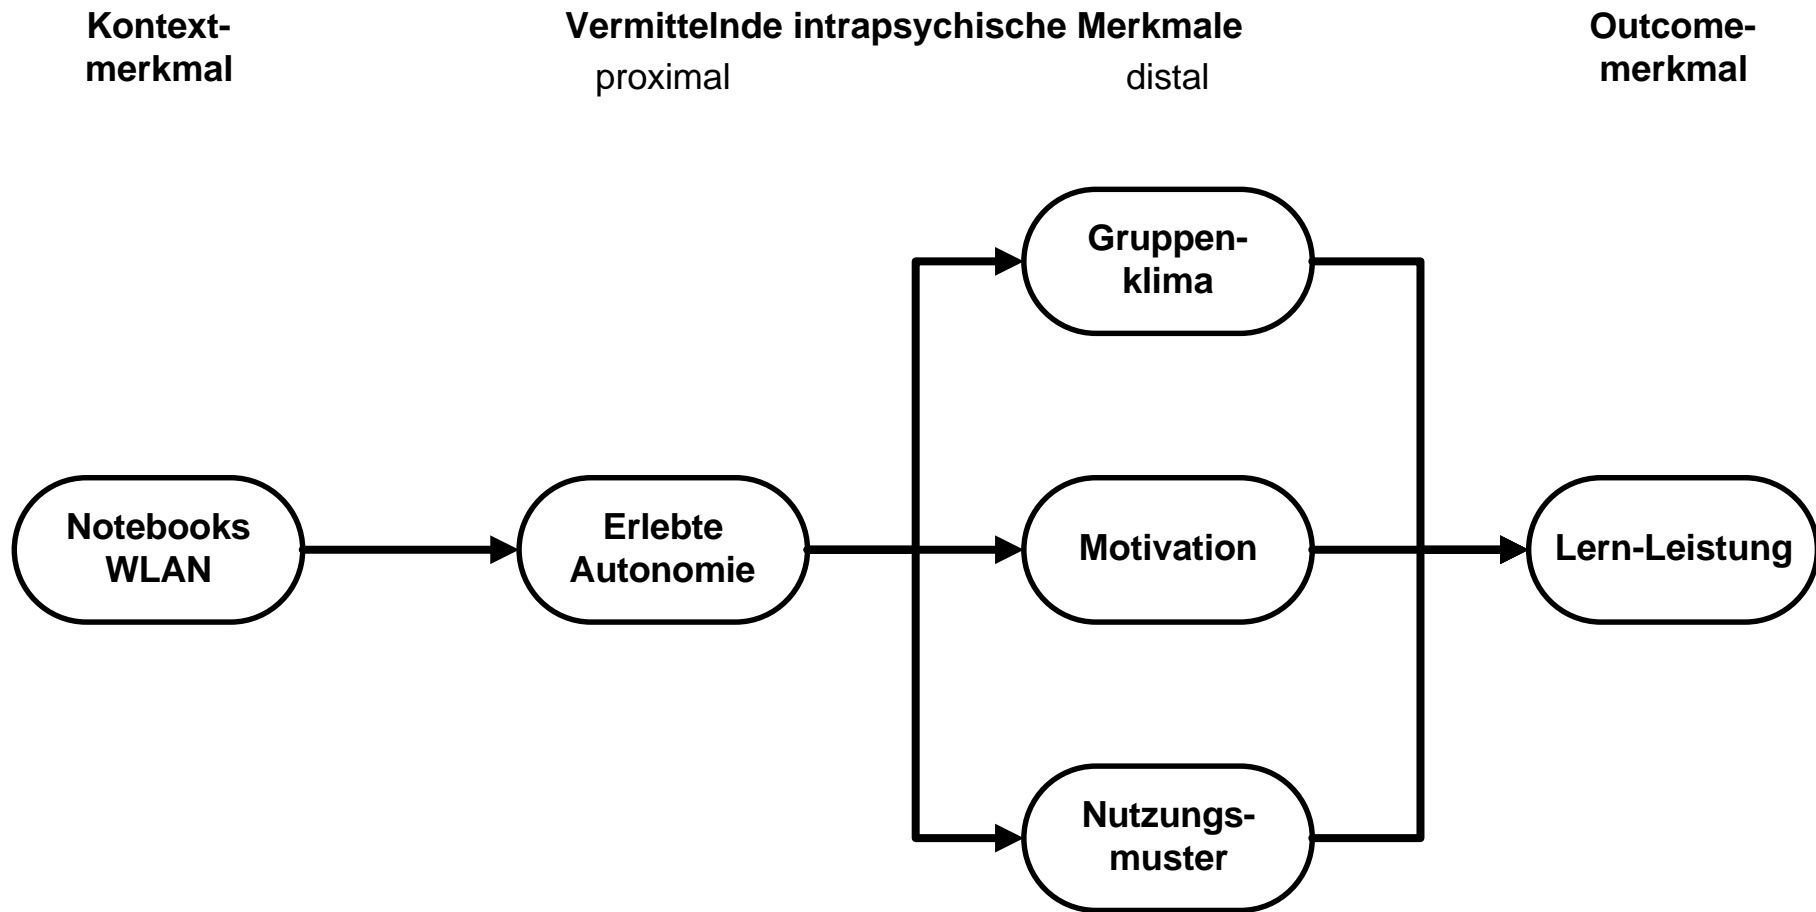 Kontext-
merkmal
Vermittelnde intrapsychische Merkmale
proximal
distal
Outcome-
merkmal
Notebooks
WLAN
Erlebte
Autonomie
Gruppen-
klima
Motivation
Nutzungs-
muster
Lern-Leistung